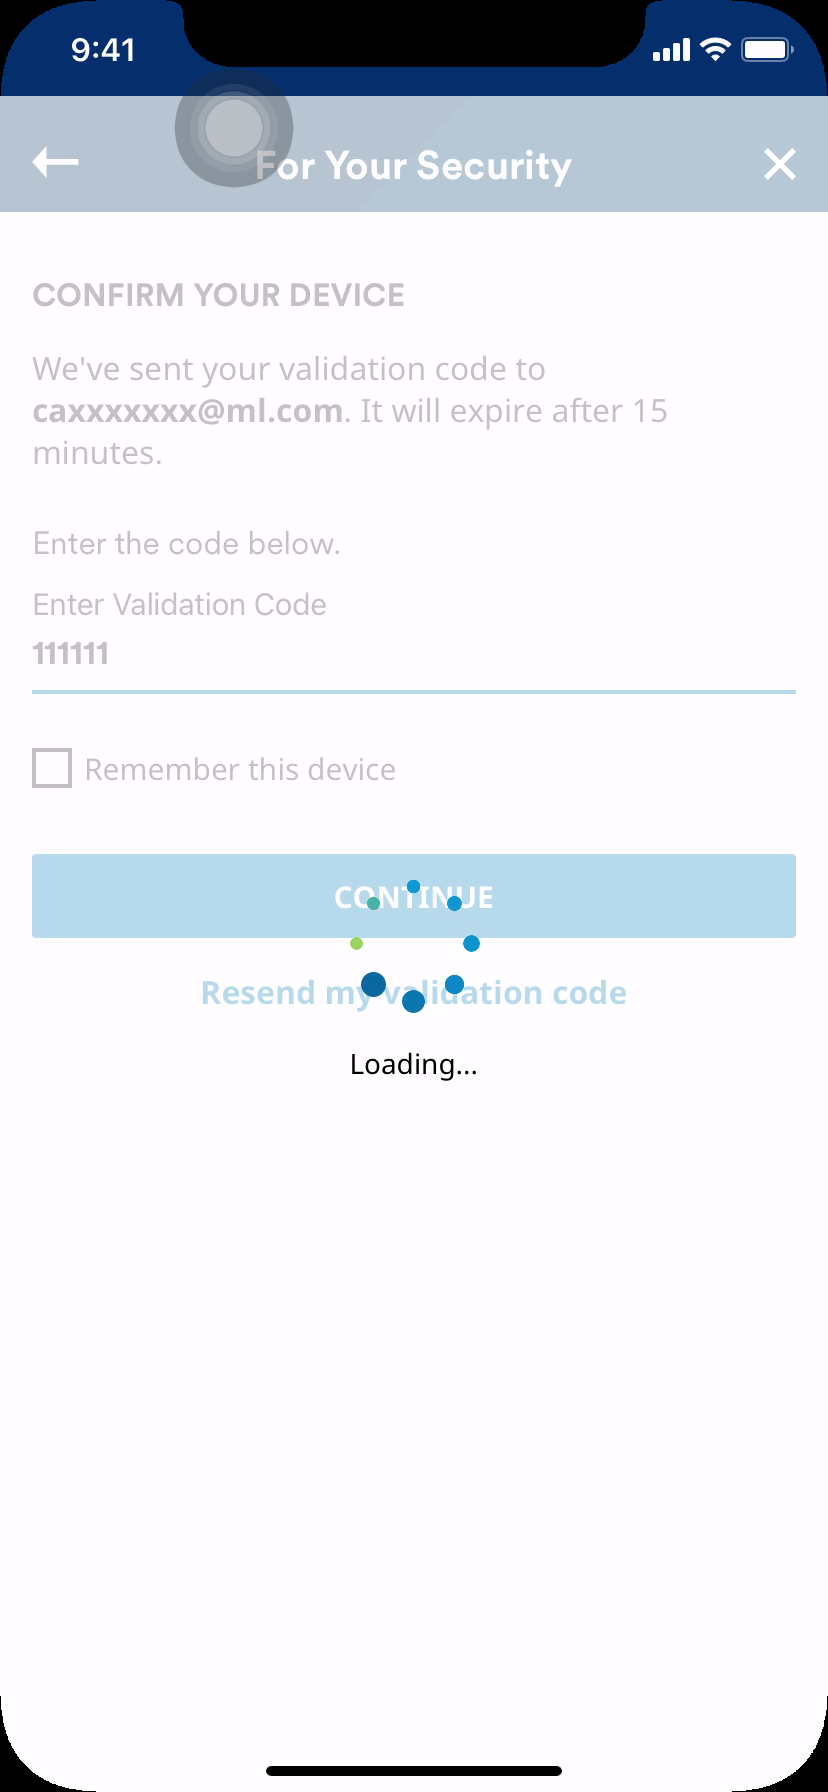 9:41
For Your Security
CONFIRM YOUR DEVICE
We've sent your validation code to
caxxxxxxx@ml.com. It will expire after 15
minutes.
Enter the code below.
Enter Validation Code
111111
Remember this device
CONTINUE
Resend my validation code
Loading...